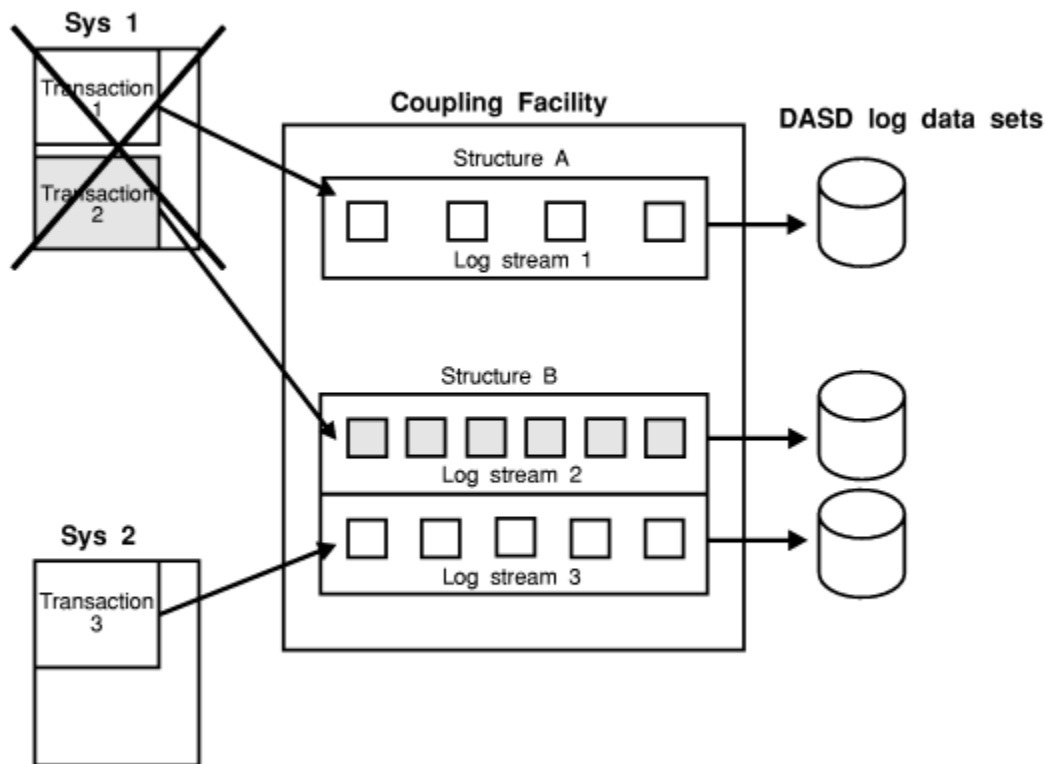 Sys 1
Transaction
1
Transaction
2
Coupling Facility
DASD log data sets
Structure A
Log stream 1
Structure B
Log stream 2
Log stream 3
Sys 2
Transaction
3